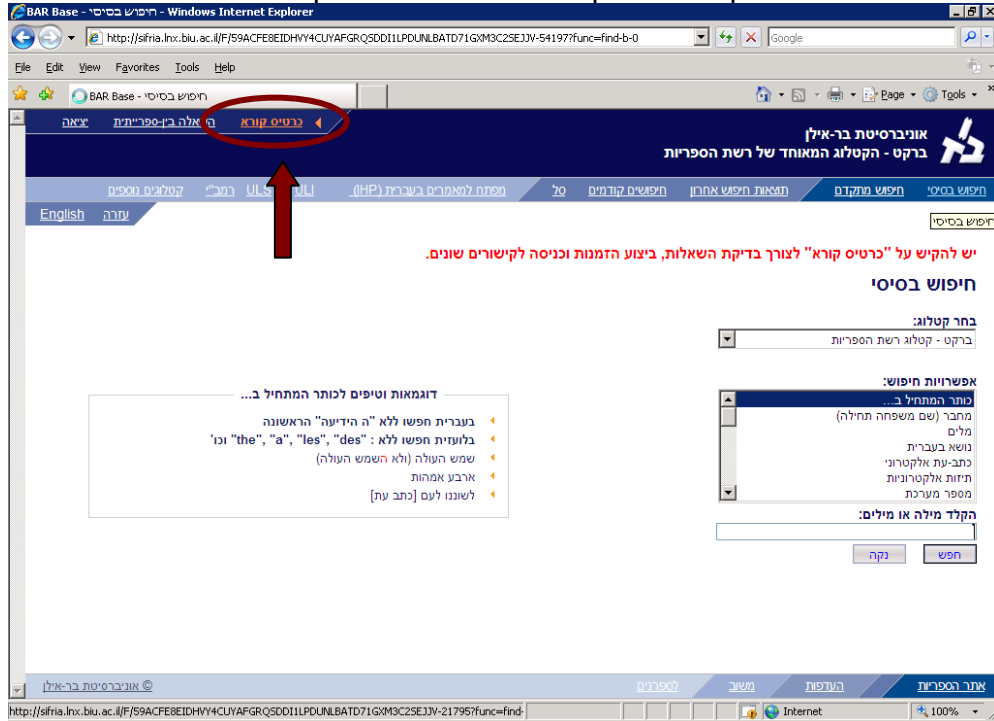 BAR Base - חיפוש בסיסי - Windows Internet Explorer
http://sifria.lnx.biu.ac.il/F/59ACFE8EIDHVY4CUYAFGRQSDDI1LPDUNLBATD71GXM3C2SEJJV-54197?func=find-b-0
Google
File Edit View Favorites Tools Help
BAR Base - חיפוש בסיסי
Page Tools
כרטיס קורא
יציאה
אוניברסיטת בר-אילן
ברקט - הקטלוג המאוחד של רשת הספריות
חיפוש בסיסי חיפוש מתקדם תוצאות חיפוש אחרון חיפושים קודמים סל מפתח למאמרים בעברית (IHP) ULI ULS רמב"י קטלוגים נוספים
עזרה English
חיפוש בסיסי
יש להקיש על "כרטיס קורא" לצורך בדיקת השאלות, ביצוע הזמנות וכניסה לקישורים שונים.
חיפוש בסיסי
בחר קטלוג:
ברקט - קטלוג רשת הספריות
אפשרויות חיפוש:
כותר המתחיל ב...
מחבר (שם משפחה תחילה)
מלים
נושא בעברית
כתב-עת אלקטרוני
תיזות אלקטרוניות
מספר מערכת
הקלד מילה או מילים:
חפש נקה
דוגמאות וטיפים לכותר המתחיל ב...
בעברית חפשו ללא "ה הידיעה" הראשונה
בלועזית חפשו ללא : "the", "a", "les", "des" וכו'
שמש העולה (ולא השמש העולה)
ארבע אמהות
לשוננו לעם [כתב עת]
אתר הספריות העדפות משוב לספרנים © אוניברסיטת בר-אילן
http://sifria.lnx.biu.ac.il/F/59ACFE8EIDHVY4CUYAFGRQSDDI1LPDUNLBATD71GXM3C2SEJJV-21795?func=find-
Internet 100%